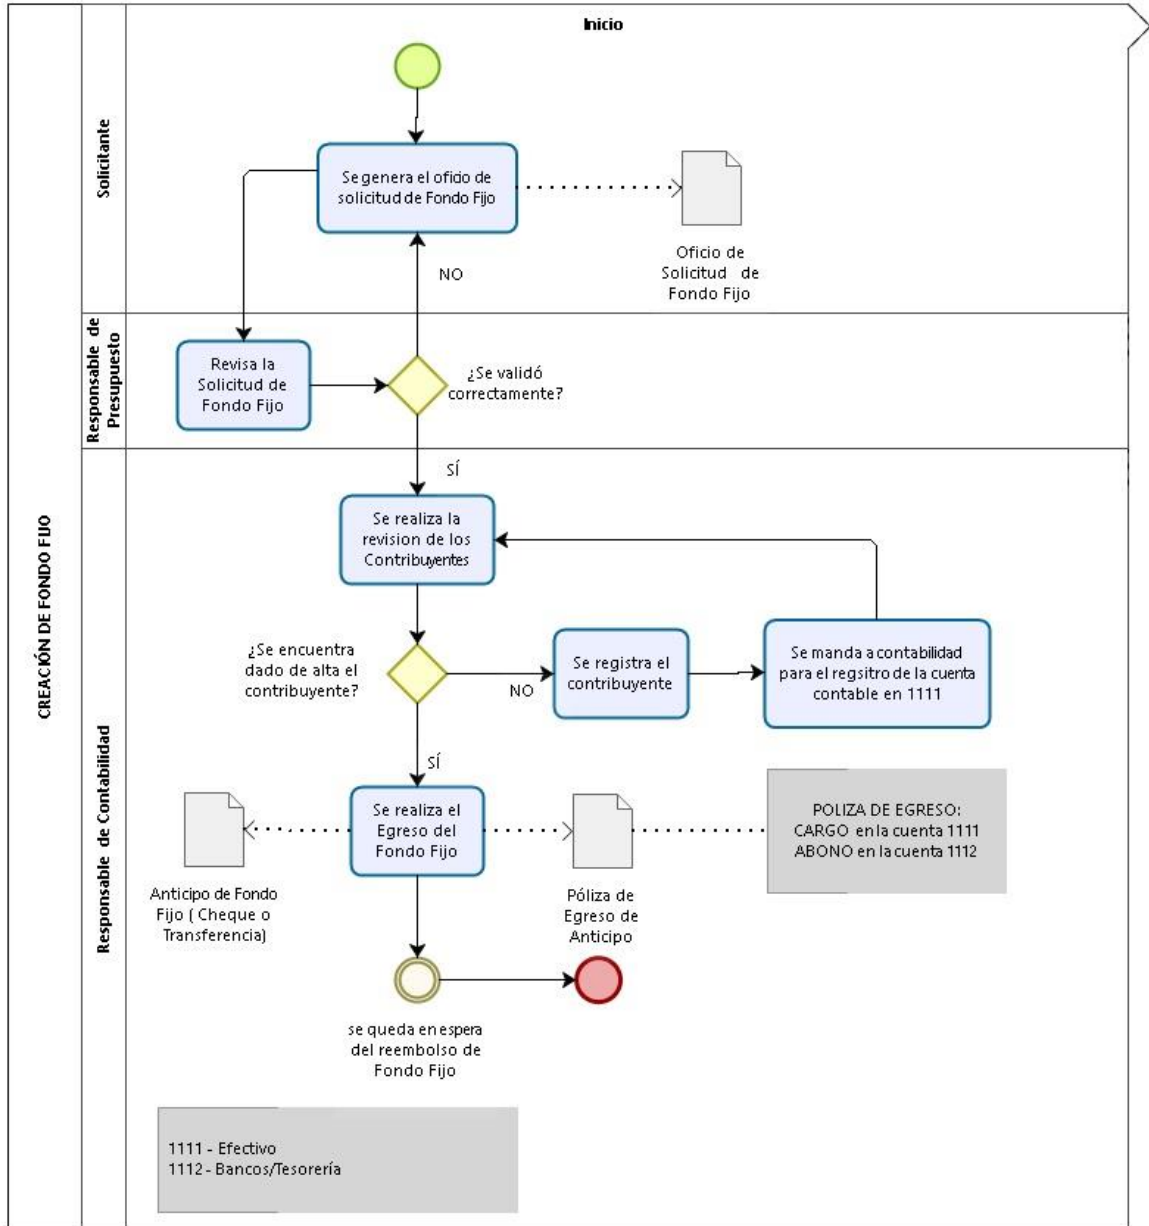 Inicio
CREACIÓN DE FONDO FIJO
Solicitante
Se genera el oficio de
solicitud de Fondo Fijo
Oficio de
Solicitud de
Fondo Fijo
NO
Responsable de
Presupuesto
Revisa la
Solicitud de
Fondo Fijo
¿Se validó
correctamente?
SÍ
Responsable de Contabilidad
Se realiza la
revision de los
Contribuyentes
¿Se encuentra
dado de alta el
contribuyente?
NO
Se registra el
contribuyente
Se manda a contabilidad
para el regsitro de la cuenta
contable en 1111
SÍ
Se realiza el
Egreso del
Fondo Fijo
Anticipo de Fondo
Fijo ( Cheque o
Transferencia)
Póliza de
Egreso de
Anticipo
POLIZA DE EGRESO:
CARGO en la cuenta 1111
ABONO en la cuenta 1112
se queda en espera
del reembolso de
Fondo Fijo
1111 - Efectivo
1112 - Bancos/Tesorería